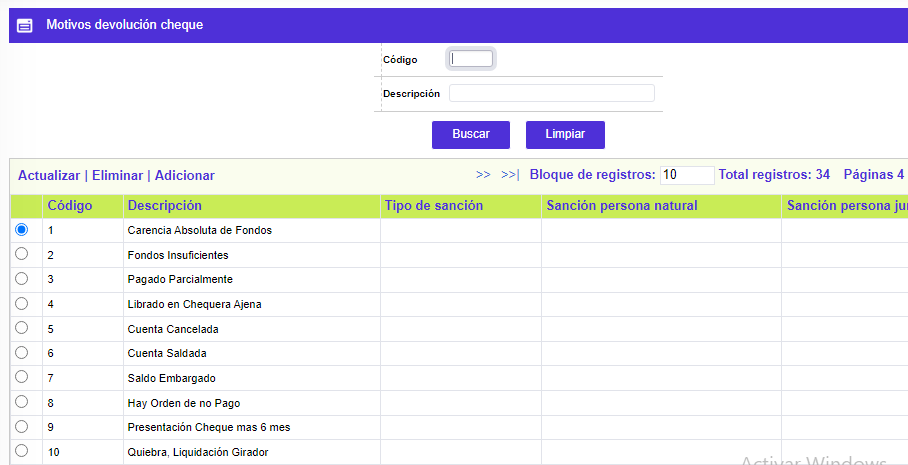 Motivos devolución cheque
Código
Descripción
Buscar Limpiar
Actualizar | Eliminar | Adicionar >> >>| Bloque de registros: 10 Total registros: 34 Páginas 4
Código Descripción Tipo de sanción Sanción persona natural Sanción persona jur
1 Carencia Absoluta de Fondos
2 Fondos Insuficientes
3 Pagado Parcialmente
4 Librado en Chequera Ajena
5 Cuenta Cancelada
6 Cuenta Saldada
7 Saldo Embargado
8 Hay Orden de no Pago
9 Presentación Cheque mas 6 mes
10 Quiebra, Liquidación Girador
Activar Windows